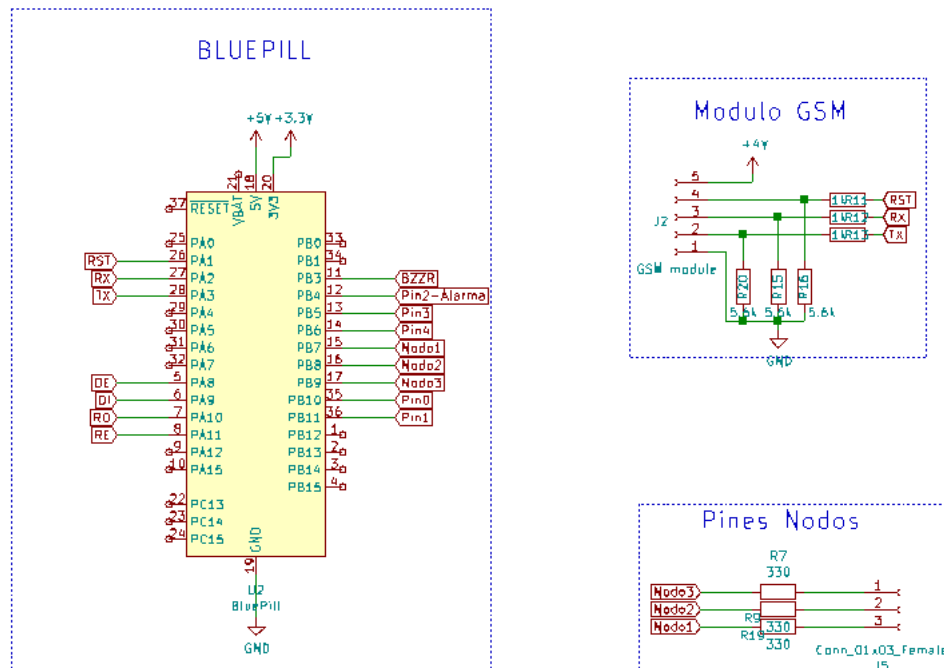 BLUEPILL
+5V +3.3V
21
18
20
VBAT
5V
3V3
37 RESET
25 PA0
RST 26 PA1
RX 27 PA2
TX 28 PA3
29 PA4
30 PA5
31 PA6
32 PA7
DE 5 PA8
DI 6 PA9
RO 7 PA10
RE 8 PA11
9 PA12
10 PA15
22 PC13
23 PC14
24 PC15
PB0 33
PB1 34
PB3 11 BZZR
PB4 12 Pin2-Alarma
PB5 13 Pin3
PB6 14 Pin4
PB7 15 Nodo1
PB8 16 Nodo2
PB9 17 Nodo3
PB10 35 Pin0
PB11 36 Pin1
PB12 1
PB13 2
PB14 3
PB15 4
GND
19
U2
BluePill
GND
Modulo GSM
+4V
5
4 1k R11 RST
3 1k R12 RX
J2 2 1k R13 TX
1
GSM module
R20 R15 R16
5.6k 5.6k 5.6k
GND
Pines Nodos
R7
330
Nodo3 1
Nodo2 2
R9
Nodo1 330 3
R19
330
Conn_01x03_Female
J5